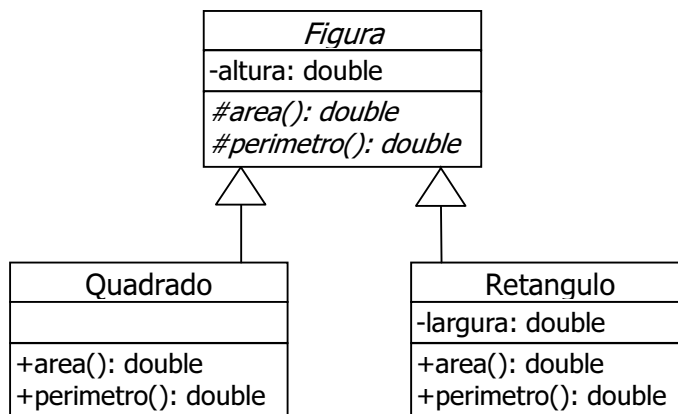 Figura
-altura: double
#area(): double
#perimetro(): double
Quadrado
+area(): double
+perimetro(): double
Retangulo
-largura: double
+area(): double
+perimetro(): double